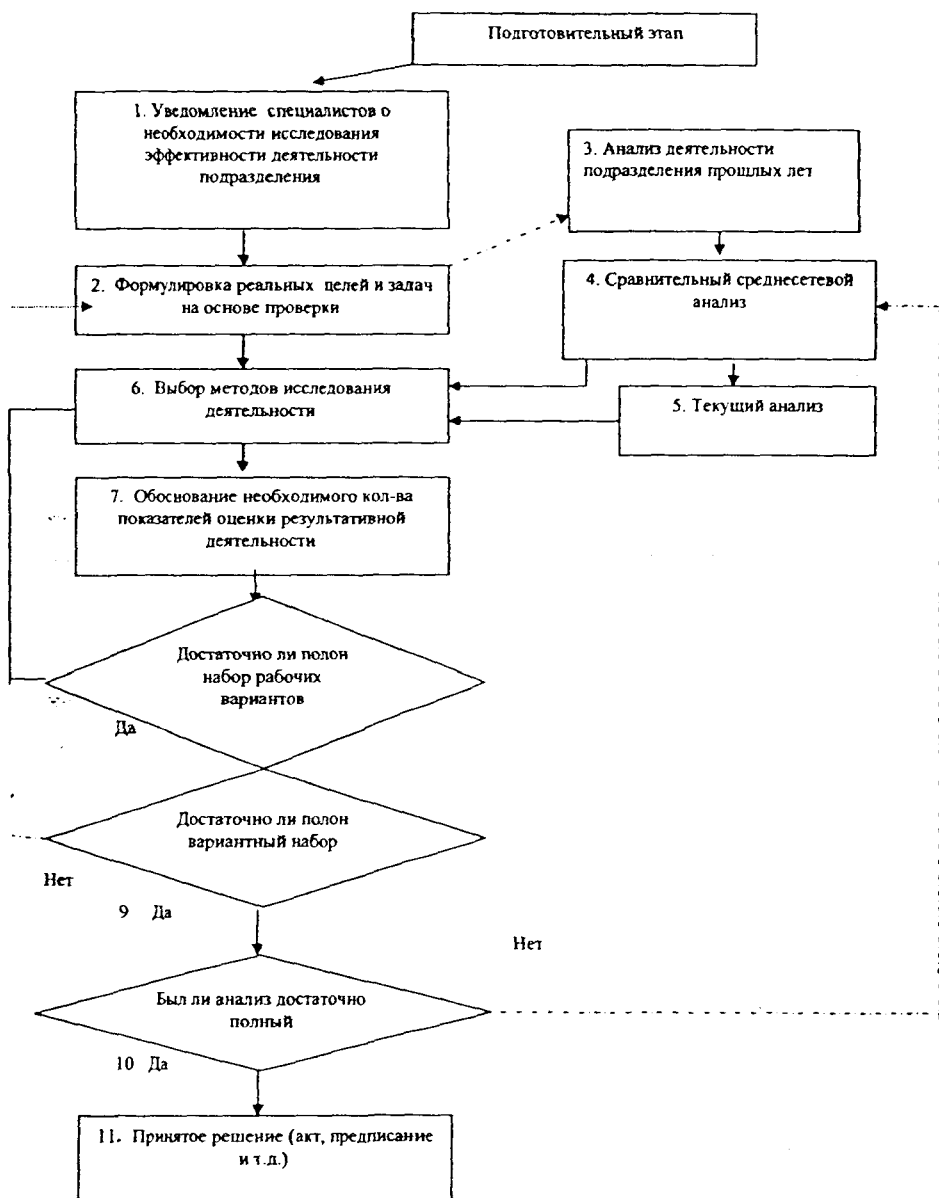 Подготовительный этап
1. Уведомление специалистов о
необходимости исследования
эффективности деятельности
подразделения
3. Анализ деятельности
подразделения прошлых лет
2. Формулировка реальных целей и задач
на основе проверки
4. Сравнительный среднесетевой
анализ
6. Выбор методов исследования
деятельности
5. Текущий анализ
7. Обоснование необходимого кол-ва
показателей оценки результативной
деятельности
Достаточно ли полон
набор рабочих
вариантов
Да
Достаточно ли полон
вариантный набор
Нет
9 Да
Нет
Был ли анализ достаточно
полный
10 Да
11. Принятое решение (акт, предписание
и т.д.)